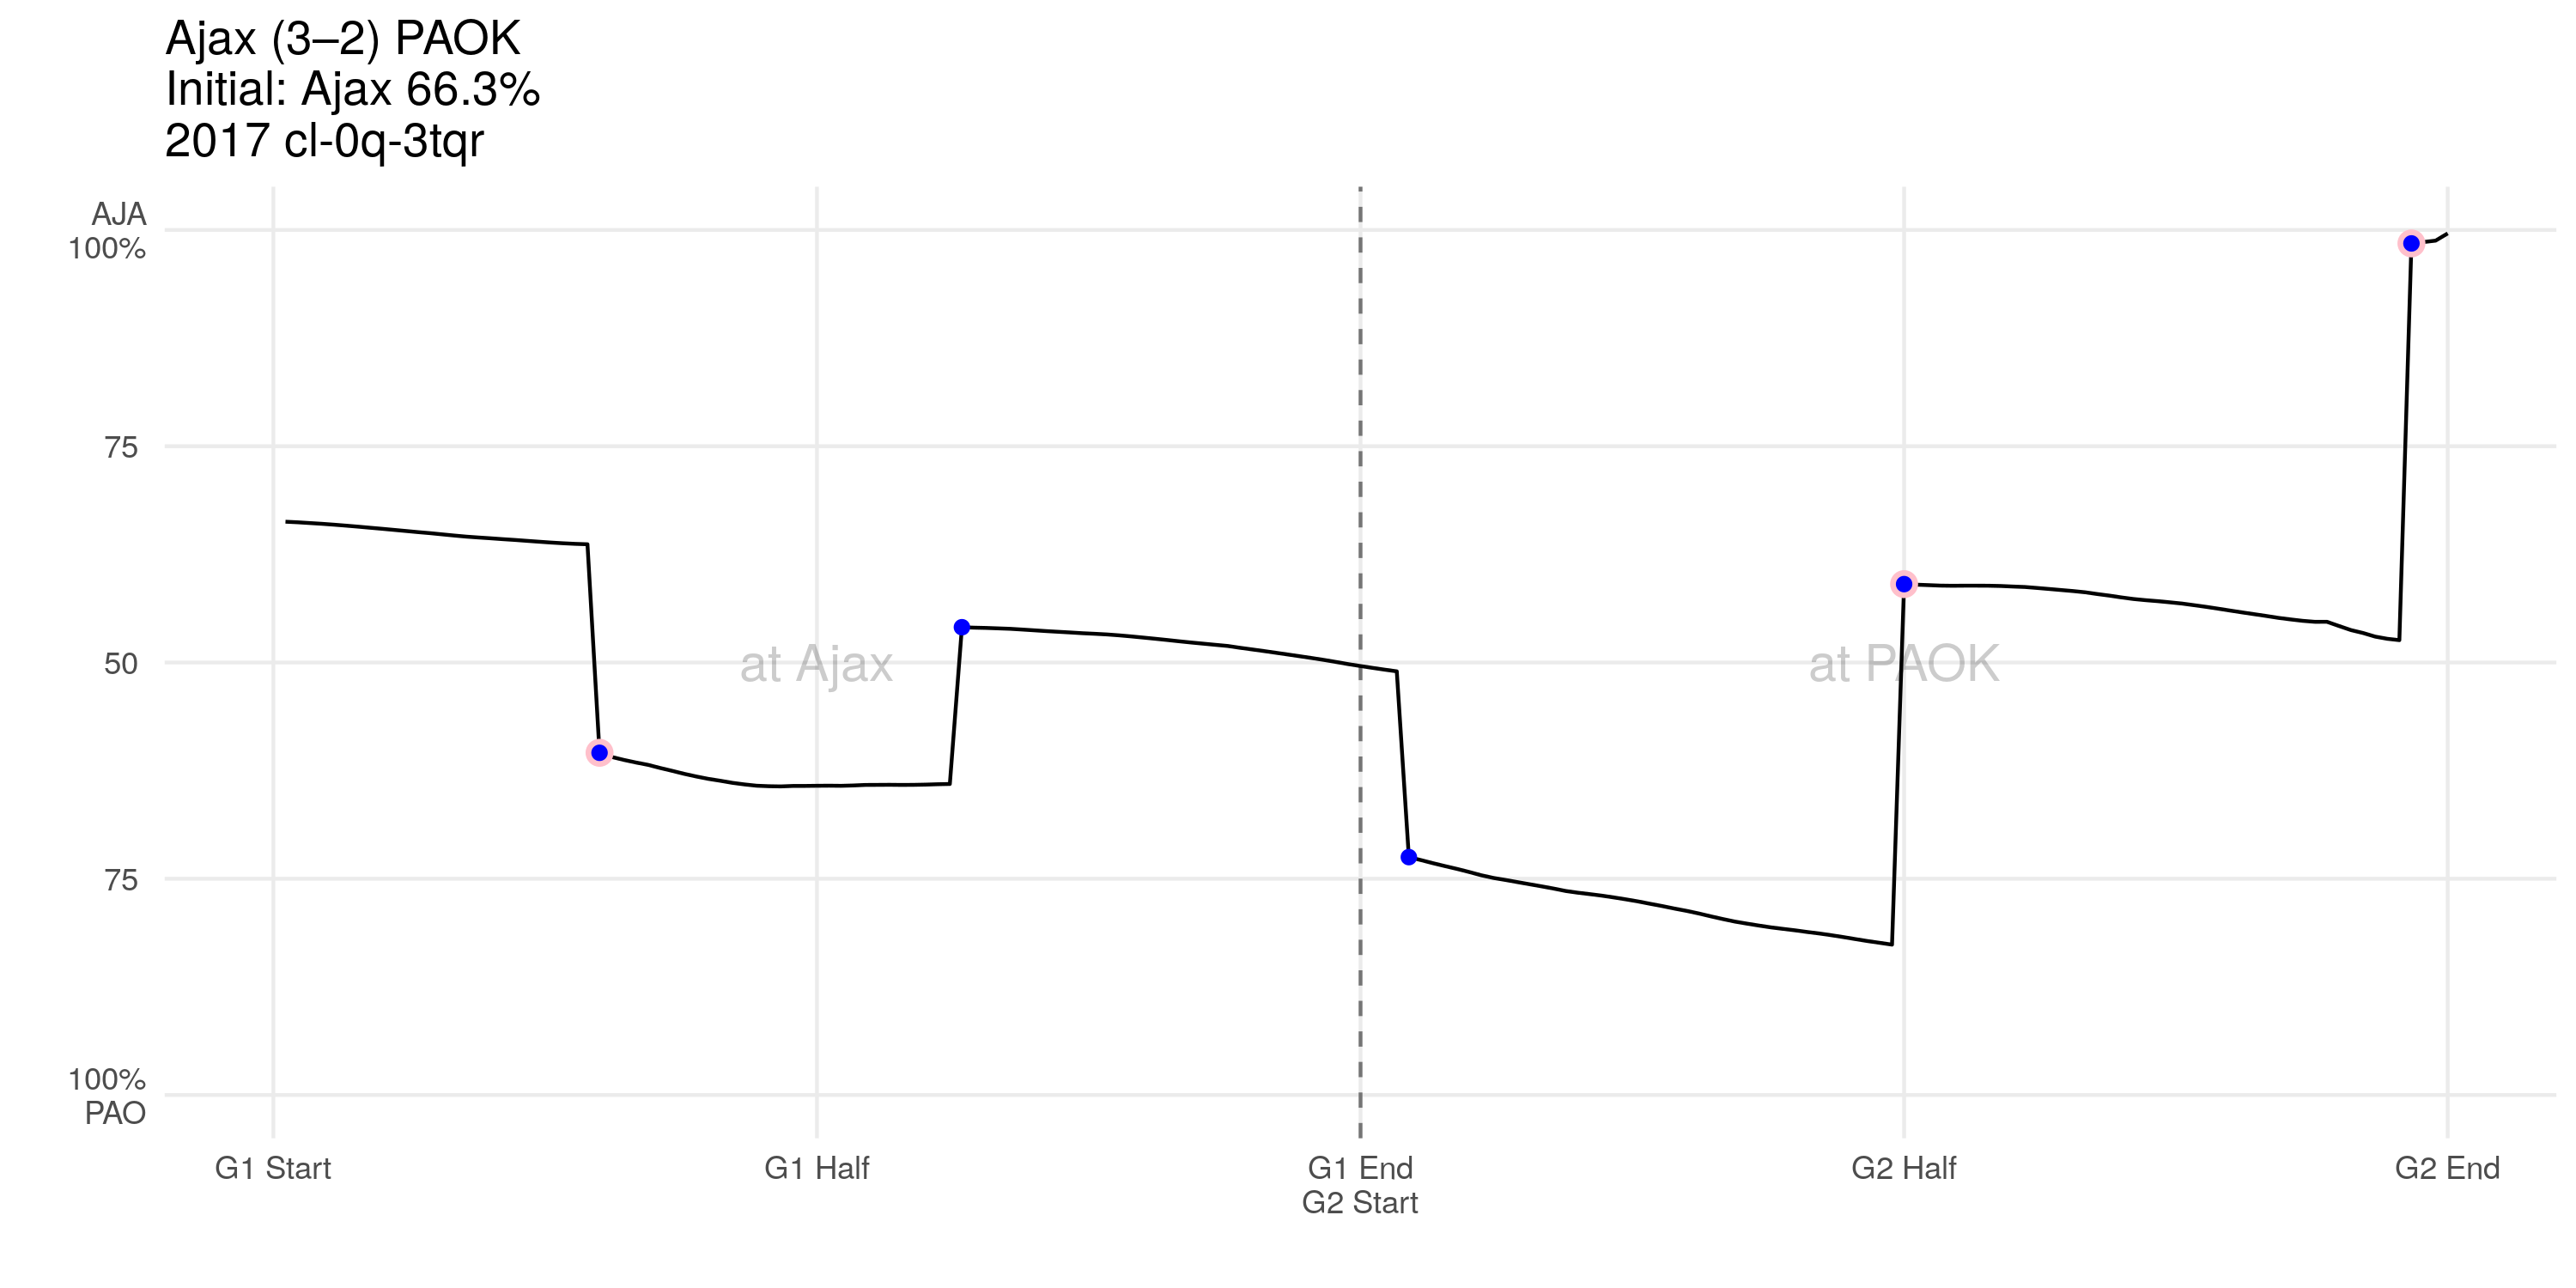 Ajax (3–2) PAOK
Initial: Ajax 66.3%
2017 cl-0q-3tqr
AJA
100%
75
50
75
100%
PAO
at Ajax
at PAOK
G1 Start
G1 Half
G1 End
G2 Start
G2 Half
G2 End